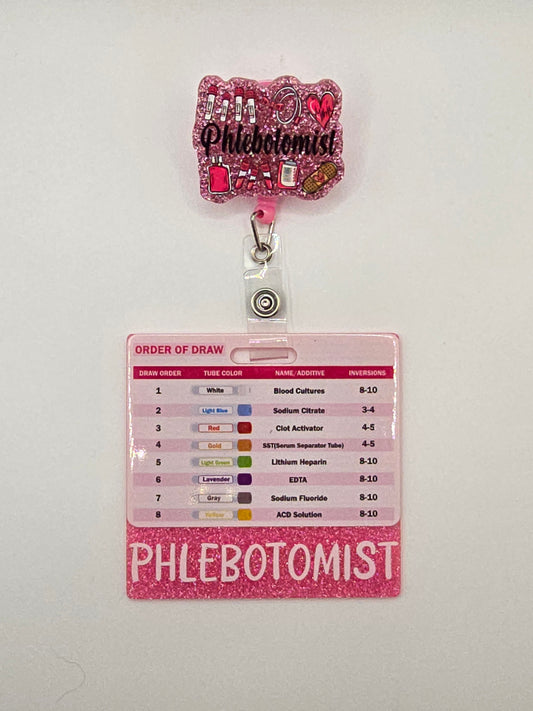 Phlebotomist
ORDER OF DRAW
DRAW ORDER TUBE COLOR NAME/ADDITIVE INVERSIONS
1 White Blood Cultures 8-10
2 Light Blue Sodium Citrate 3-4
3 Red Clot Activator 4-5
4 Gold SST(Serum Separator Tube) 4-5
5 Light Green Lithium Heparin 8-10
6 Lavender EDTA 8-10
7 Gray Sodium Fluoride 8-10
8 Yellow ACD Solution 8-10
PHLEBOTOMIST